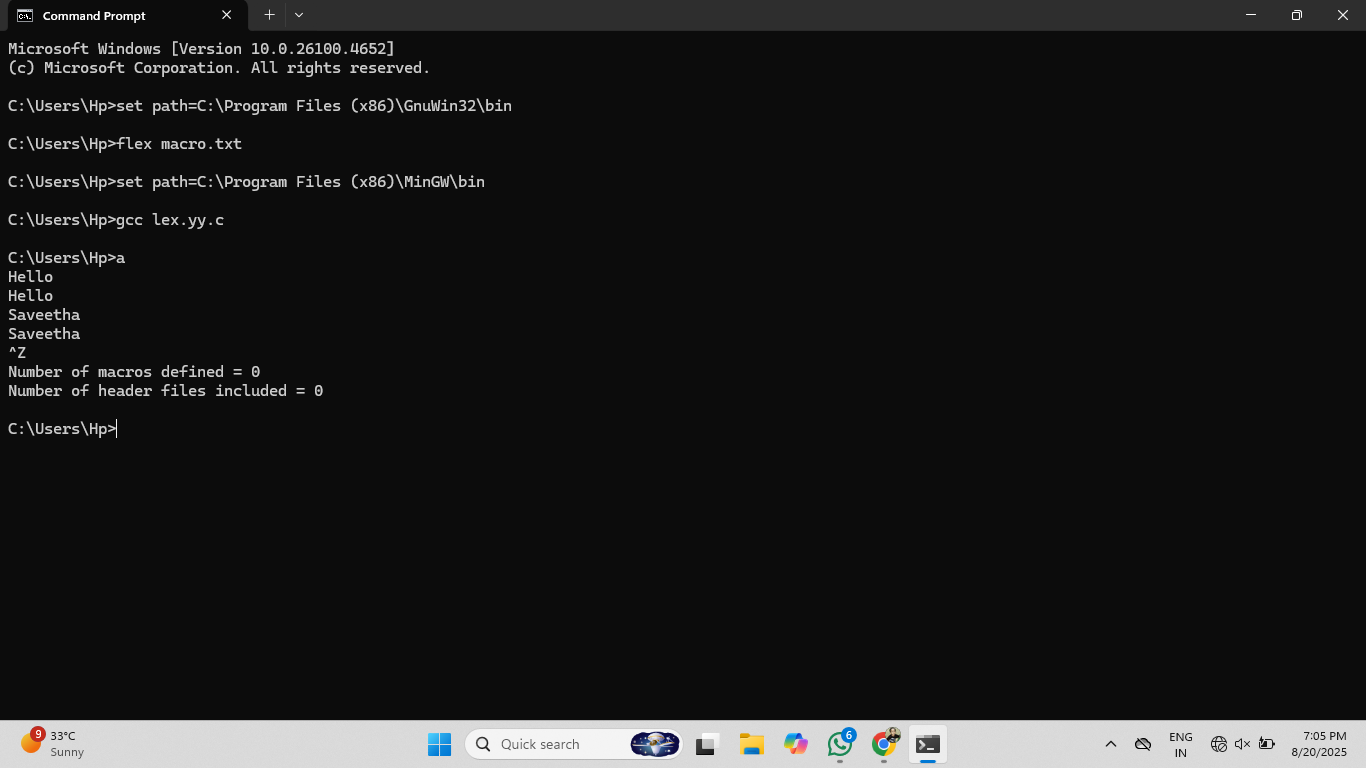 Command Prompt
Microsoft Windows [Version 10.0.26100.4652]
(c) Microsoft Corporation. All rights reserved.
C:\Users\Hp>set path=C:\Program Files (x86)\GnuWin32\bin
C:\Users\Hp>flex macro.txt
C:\Users\Hp>set path=C:\Program Files (x86)\MinGW\bin
C:\Users\Hp>gcc lex.yy.c
C:\Users\Hp>a
Hello
Hello
Saveetha
Saveetha
^Z
Number of macros defined = 0
Number of header files included = 0
C:\Users\Hp>
9
33°C
Sunny
Quick search
6
ENG
IN
7:05 PM
8/20/2025